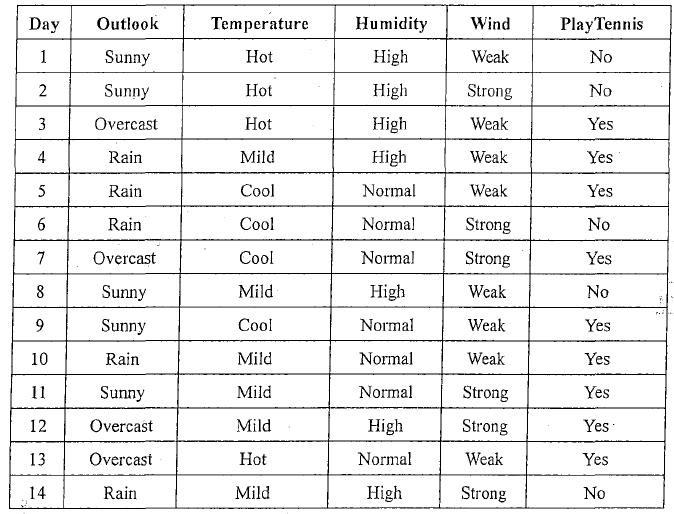 Day Outlook Temperature Humidity Wind PlayTennis
1 Sunny Hot High Weak No
2 Sunny Hot High Strong No
3 Overcast Hot High Weak Yes
4 Rain Mild High Weak Yes
5 Rain Cool Normal Weak Yes
6 Rain Cool Normal Strong No
7 Overcast Cool Normal Strong Yes
8 Sunny Mild High Weak No
9 Sunny Cool Normal Weak Yes
10 Rain Mild Normal Weak Yes
11 Sunny Mild Normal Strong Yes
12 Overcast Mild High Strong Yes
13 Overcast Hot Normal Weak Yes
14 Rain Mild High Strong No